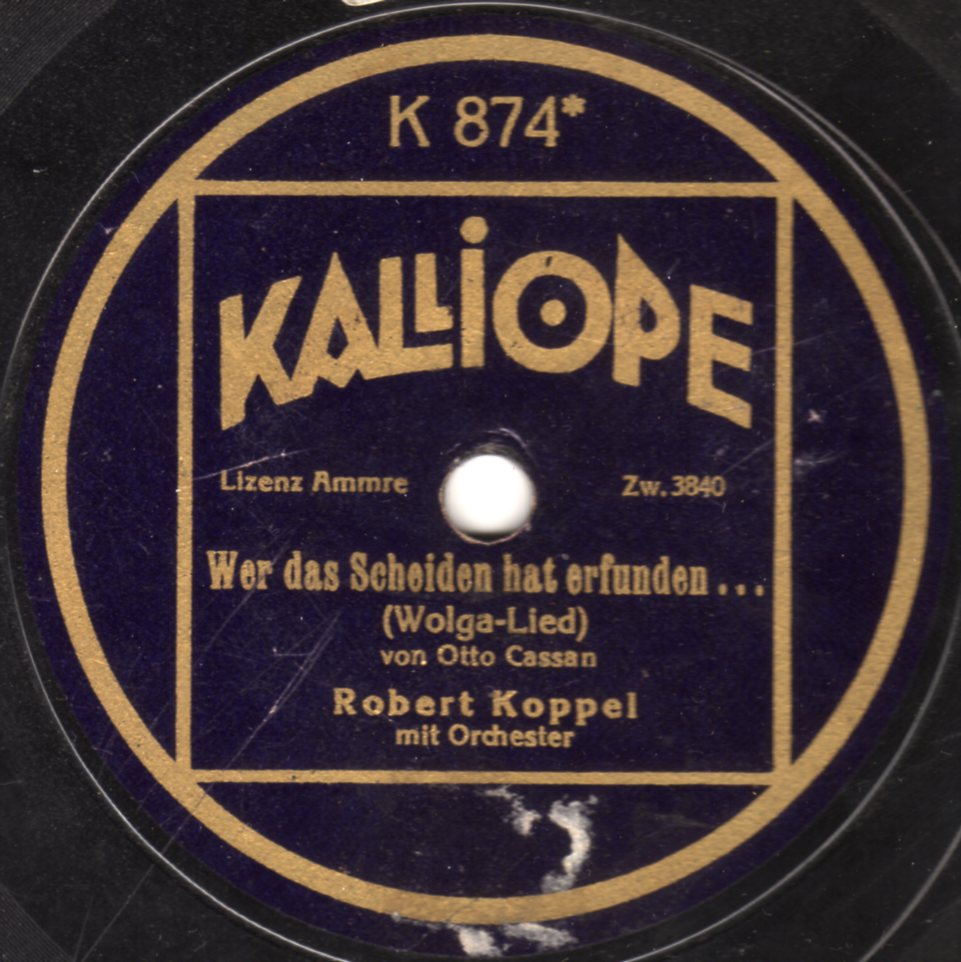 K 874*
KALLIOPE
Lizenz Ammre
Zw. 3840
Wer das Scheiden hat erfunden...
(Wolga-Lied)
von Otto Cassan
Robert Koppel
mit Orchester